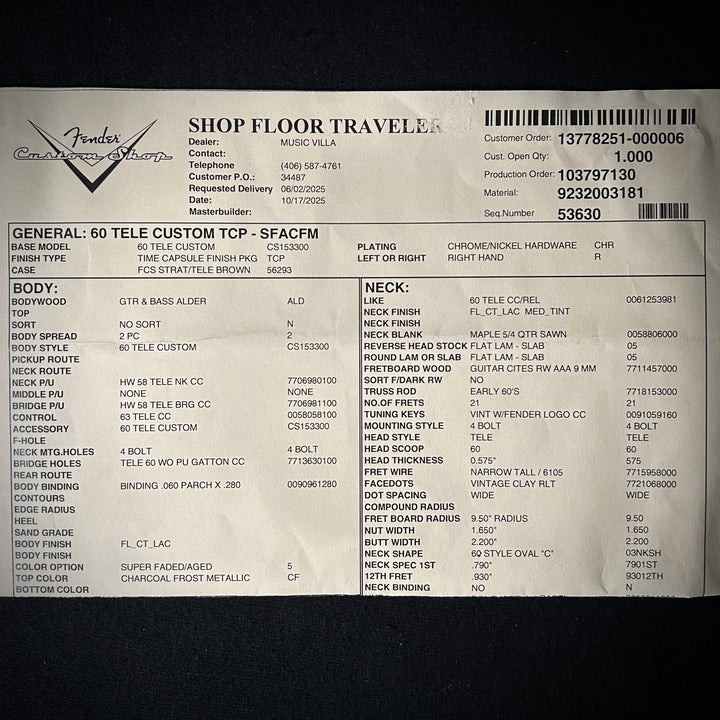 Fender
Custom Shop
SHOP FLOOR TRAVELER
Dealer: MUSIC VILLA
Contact:
Telephone (406) 587-4761
Customer P.O.: 34487
Requested Delivery 06/02/2025
Date: 10/17/2025
Masterbuilder:
Customer Order: 13778251-000006
Cust. Open Qty: 1.000
Production Order: 103797130
Material: 9232003181
Seq.Number 53630
GENERAL: 60 TELE CUSTOM TCP - SFACFM
BASE MODEL 60 TELE CUSTOM CS153300 PLATING CHROME/NICKEL HARDWARE CHR
FINISH TYPE TIME CAPSULE FINISH PKG TCP LEFT OR RIGHT RIGHT HAND R
CASE FCS STRAT/TELE BROWN 56293
BODY:
BODYWOOD GTR & BASS ALDER ALD
TOP
SORT NO SORT N
BODY SPREAD 2 PC 2
BODY STYLE 60 TELE CUSTOM CS153300
PICKUP ROUTE
NECK ROUTE
NECK P/U HW 58 TELE NK CC 7706980100
MIDDLE P/U NONE NONE
BRIDGE P/U HW 58 TELE BRG CC 7706981100
CONTROL 63 TELE CC 0058058100
ACCESSORY 60 TELE CUSTOM CS153300
F-HOLE
NECK MTG.HOLES 4 BOLT 4 BOLT
BRIDGE HOLES TELE 60 WO PU GATTON CC 7713630100
REAR ROUTE
BODY BINDING BINDING .060 PARCH X .280 0090961280
CONTOURS
EDGE RADIUS
HEEL
SAND GRADE
BODY FINISH FL_CT_LAC
BODY FINISH
COLOR OPTION SUPER FADED/AGED 5
TOP COLOR CHARCOAL FROST METALLIC CF
BOTTOM COLOR
NECK:
LIKE 60 TELE CC/REL 0061253981
NECK FINISH FL_CT_LAC MED_TINT
NECK FINISH
NECK BLANK MAPLE 5/4 QTR SAWN 0058806000
REVERSE HEAD STOCK FLAT LAM - SLAB 05
ROUND LAM OR SLAB FLAT LAM - SLAB 05
FRETBOARD WOOD GUITAR CITES RW AAA 9 MM 7711457000
SORT F/DARK RW NO
TRUSS ROD EARLY 60'S 7718153000
NO.OF FRETS 21 21
TUNING KEYS VINT W/FENDER LOGO CC 0091059160
MOUNTING STYLE 4 BOLT 4 BOLT
HEAD STYLE TELE TELE
HEAD SCOOP 60 60
HEAD THICKNESS 0.575" 575
FRET WIRE NARROW TALL / 6105 7715958000
FACEDOTS VINTAGE CLAY RLT 7721068000
DOT SPACING WIDE WIDE
COMPOUND RADIUS
FRET BOARD RADIUS 9.50" RADIUS 9.50
NUT WIDTH 1.650" 1.650
BUTT WIDTH 2.200" 2.200
NECK SHAPE 60 STYLE OVAL "C" 03NKSH
NECK SPEC 1ST .790" 7901ST
12TH FRET .930" 93012TH
NECK BINDING NO N